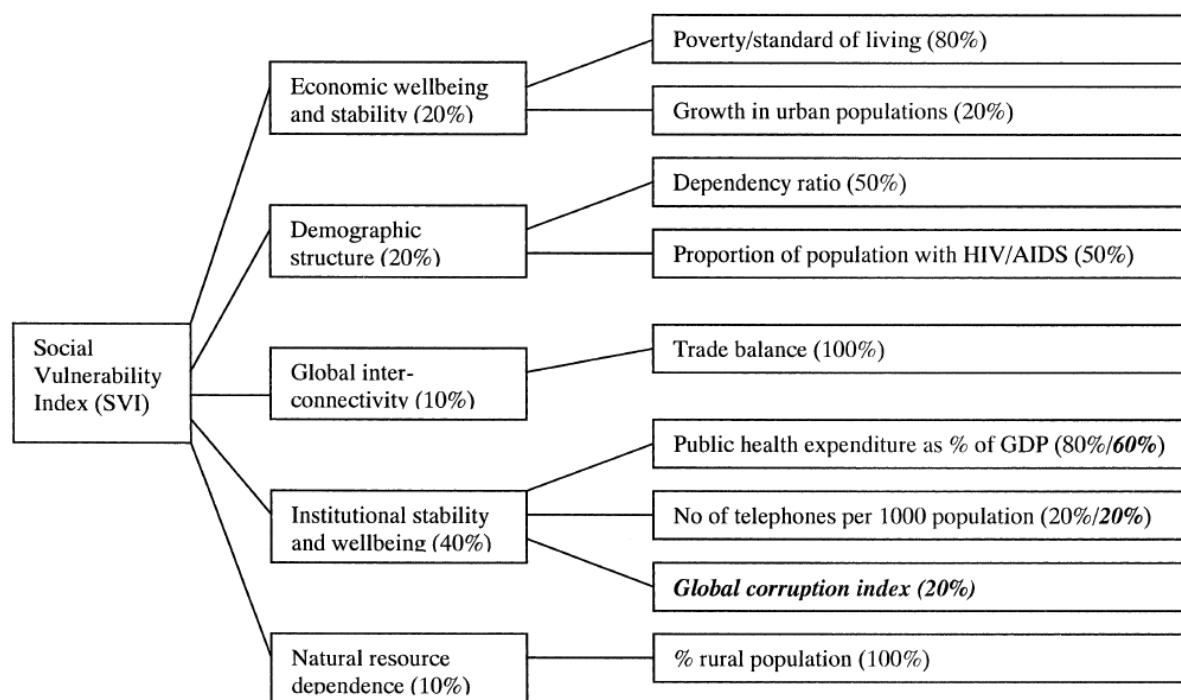 Poverty/standard of living (80%)
Economic wellbeing
and stability (20%)
Growth in urban populations (20%)
Dependency ratio (50%)
Demographic
structure (20%)
Proportion of population with HIV/AIDS (50%)
Social
Vulnerability
Index (SVI)
Trade balance (100%)
Global inter-
connectivity (10%)
Public health expenditure as % of GDP (80%/60%)
Institutional stability
and wellbeing (40%)
No of telephones per 1000 population (20%/20%)
Global corruption index (20%)
Natural resource
dependence (10%)
% rural population (100%)